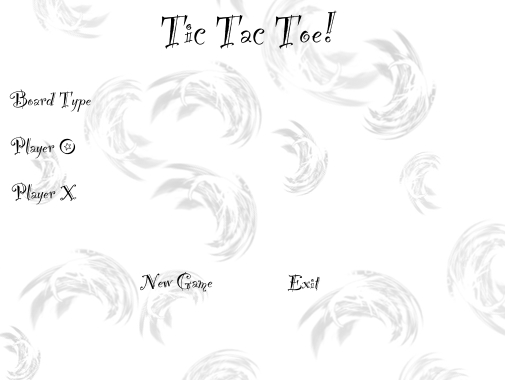 Tic Tac Toe!
Board Type
Player O
Player X
New Game Exit